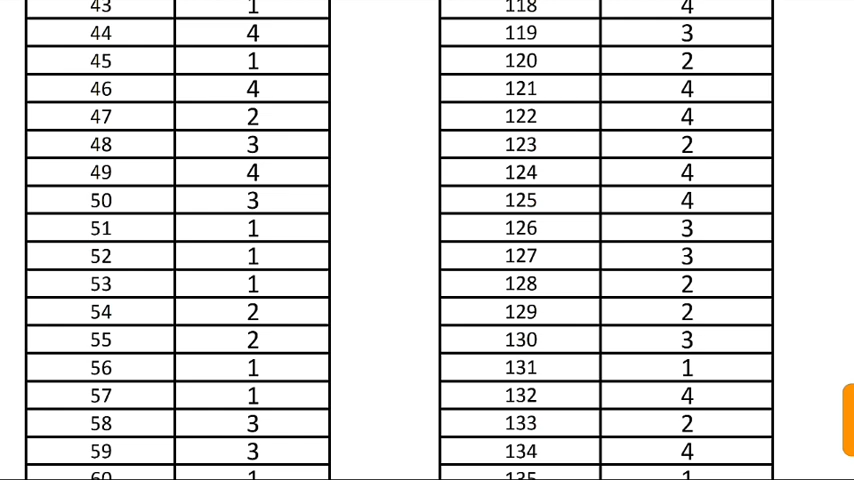 43 1 118 4
44 4 119 3
45 1 120 2
46 4 121 4
47 2 122 4
48 3 123 2
49 4 124 4
50 3 125 4
51 1 126 3
52 1 127 3
53 1 128 2
54 2 129 2
55 2 130 3
56 1 131 1
57 1 132 4
58 3 133 2
59 3 134 4
60 1 135 1